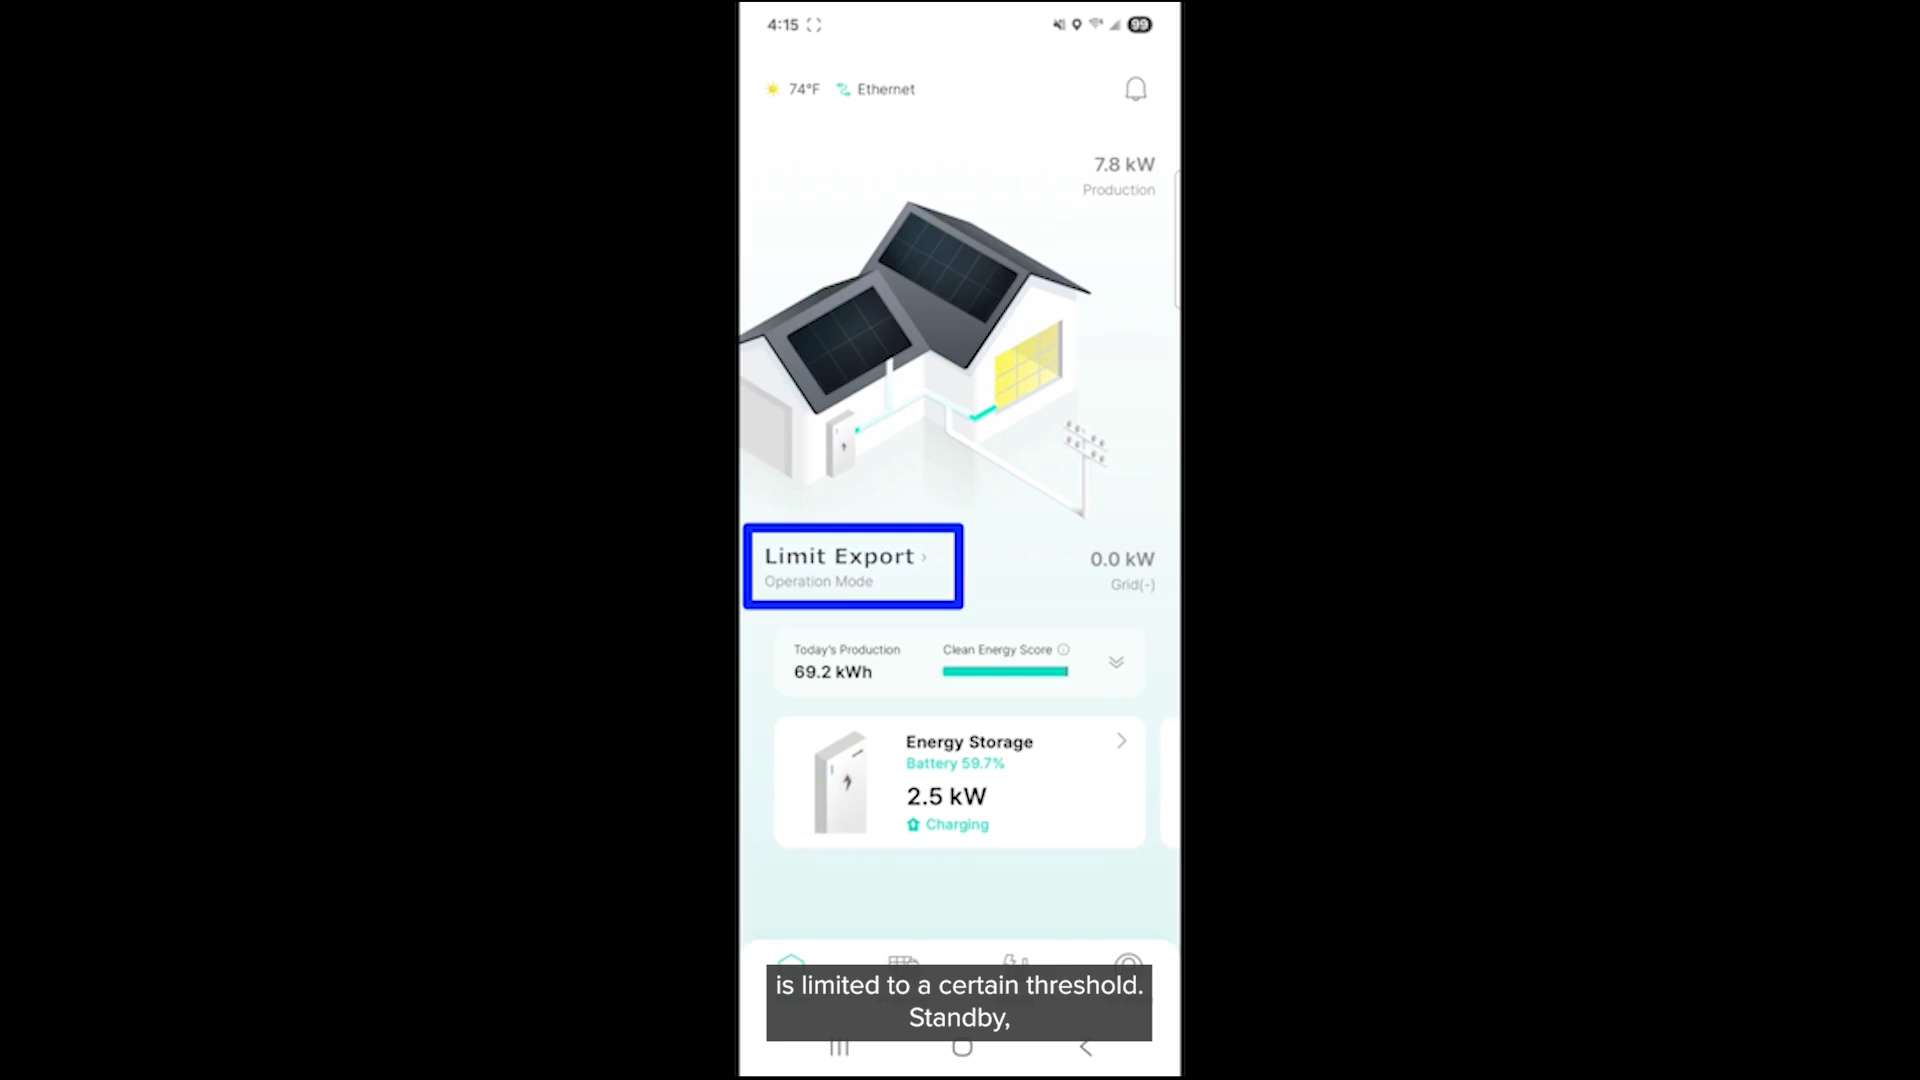 4:15
99
74°F Ethernet
7.8 kW
Production
Limit Export ›
Operation Mode
0.0 kW
Grid(-)
Today's Production
69.2 kWh
Clean Energy Score
Energy Storage
Battery 59.7%
2.5 kW
Charging
is limited to a certain threshold.
Standby,